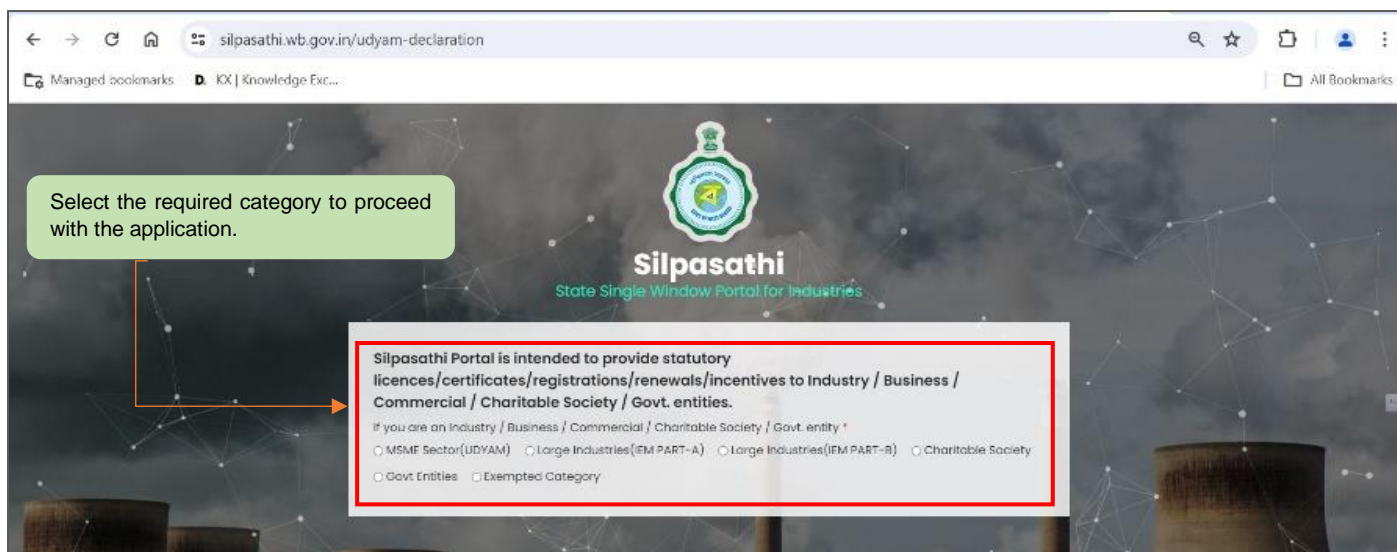 silpasathi.wb.gov.in/udyam-declaration
Managed bookmarks D. KX | Knowledge Exc... All Bookmarks
Select the required category to proceed
with the application.
Silpasathi
State Single Window Portal for Industries
Silpasathi Portal is intended to provide statutory
licences/certificates/registrations/renewals/incentives to Industry / Business /
Commercial / Charitable Society / Govt. entities.
If you are an Industry / Business / Commercial / Charitable Society / Govt. entity *
MSME Sector(UDYAM) Large Industries(IEM PART-A) Large Industries(IEM PART-B) Charitable Society
Govt Entities Exempted Category